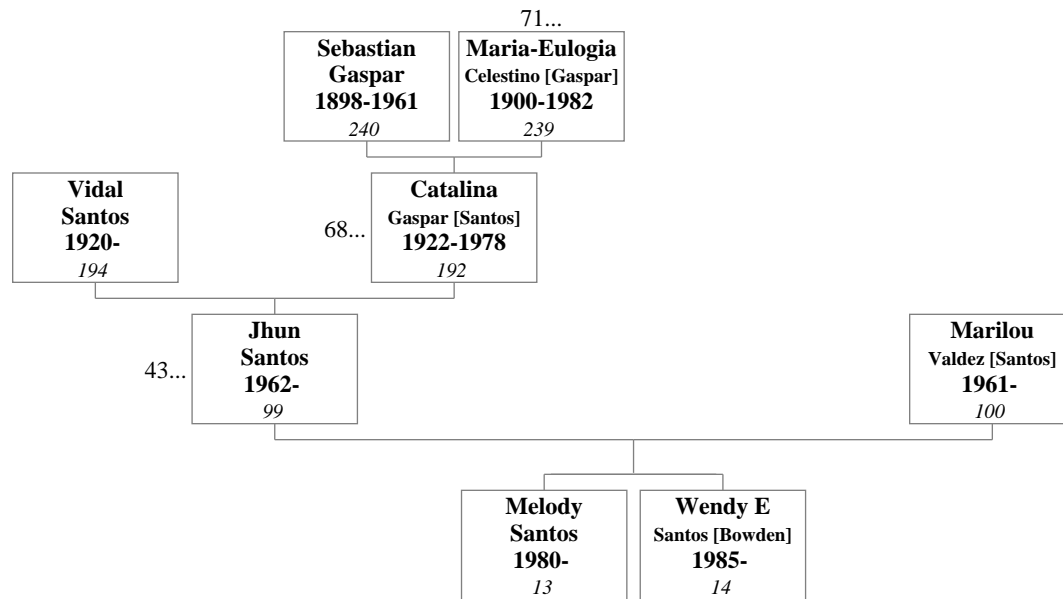 71...
Sebastian
Gaspar
1898-1961
240
Maria-Eulogia
Celestino [Gaspar]
1900-1982
239
Vidal
Santos
1920-
194
68...
Catalina
Gaspar [Santos]
1922-1978
192
43...
Jhun
Santos
1962-
99
Marilou
Valdez [Santos]
1961-
100
Melody
Santos
1980-
13
Wendy E
Santos [Bowden]
1985-
14